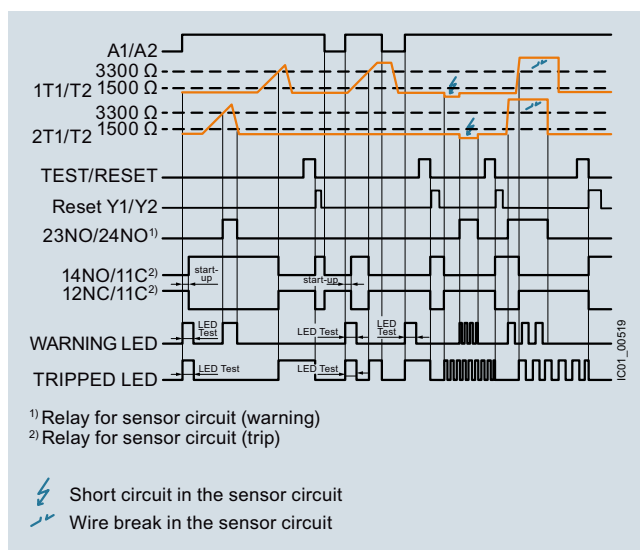 A1/A2
3300 Ω
1500 Ω
1T1/T2
3300 Ω
1500 Ω
2T1/T2
TEST/RESET
Reset Y1/Y2
23NO/24NO¹⁾
14NO/11C²⁾
start-
up
start-up
12NC/11C²⁾
LED
Test
LED Test
LED
Test
WARNING LED
LED Test
LED Test
TRIPPED LED
IC01_00519
¹⁾ Relay for sensor circuit (warning)
²⁾ Relay for sensor circuit (trip)
Short circuit in the sensor circuit
Wire break in the sensor circuit